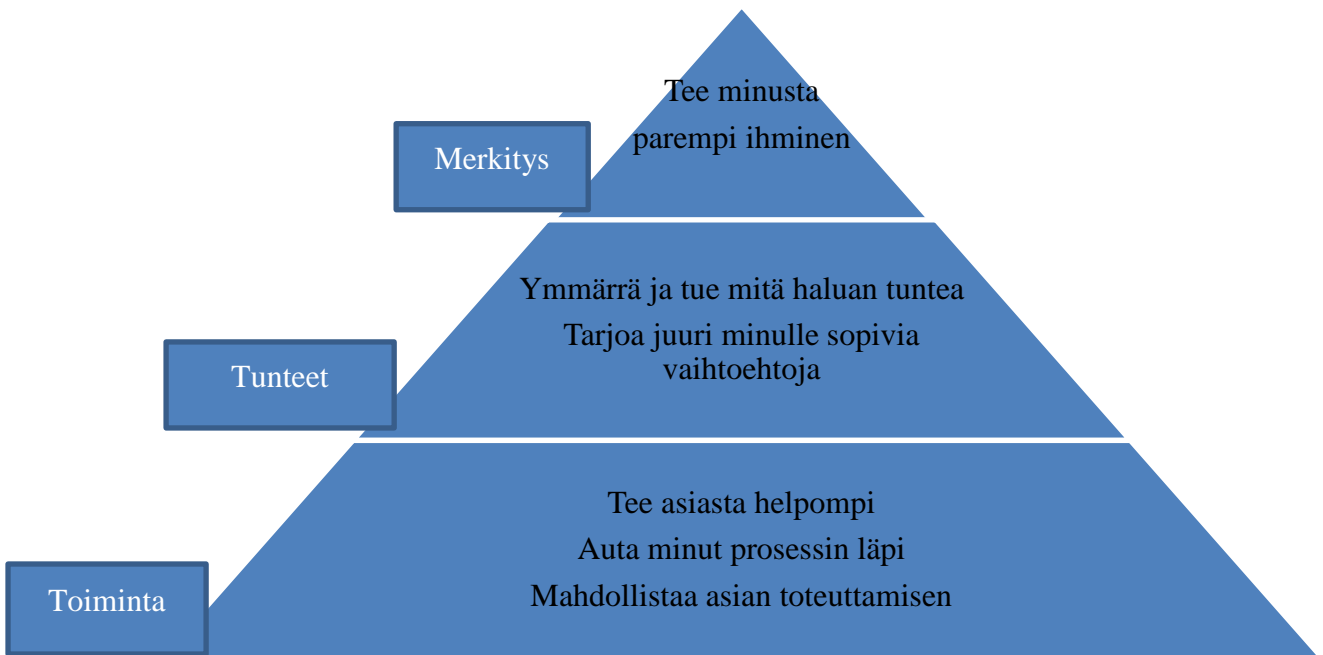 Tee minusta
parempi ihminen
Merkitys
Ymmärrä ja tue mitä haluan tuntea
Tarjoa juuri minulle sopivia
vaihtoehtoja
Tunteet
Tee asiasta helpompi
Auta minut prosessin läpi
Mahdollistaa asian toteuttamisen
Toiminta